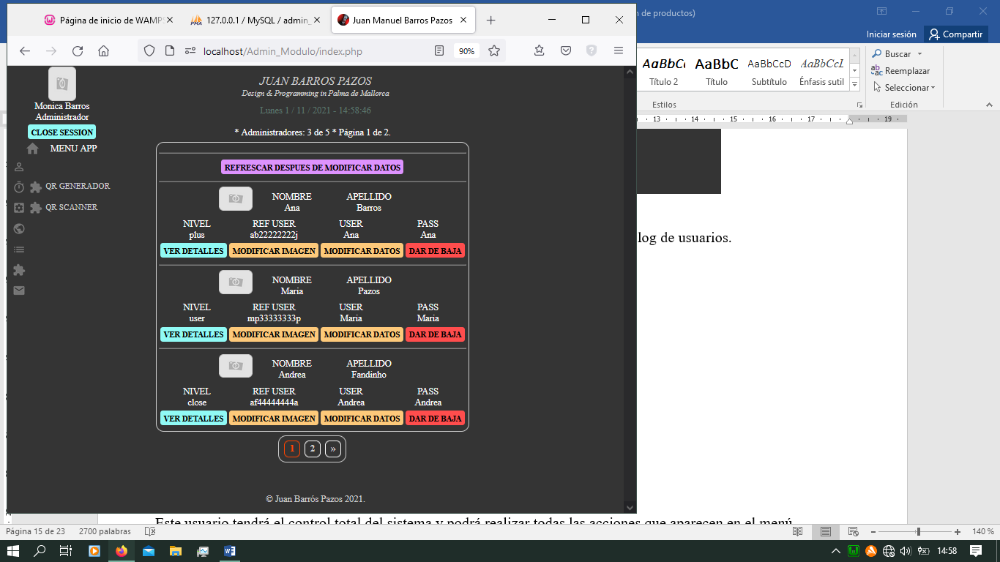 Página de inicio de WAMPS
127.0.0.1 / MySQL / admin_
Juan Manuel Barros Pazos
n de productos)
Iniciar sesión
Compartir
localhost/Admin_Modulo/index.php
90%
AaBbCc
AaBbC
AaBbCcD
AaBbCcL
Título 2
Título
Subtítulo
Énfasis sutil
Estilos
Buscar
Reemplazar
Seleccionar
Edición
13 14 15 16 17 19
Monica Barros
Administrador
CLOSE SESSION
MENU APP
QR GENERADOR
QR SCANNER
JUAN BARROS PAZOS
Design & Programming in Palma de Mallorca
Lunes 1 / 11 / 2021 - 14:58:46
* Administradores: 3 de 5 * Página 1 de 2.
REFRESCAR DESPUES DE MODIFICAR DATOS
NOMBRE APELLIDO
Ana Barros
NIVEL REF USER USER PASS
plus ab22222222j Ana Ana
VER DETALLES MODIFICAR IMAGEN MODIFICAR DATOS DAR DE BAJA
NOMBRE APELLIDO
Maria Pazos
NIVEL REF USER USER PASS
user mp33333333p Maria Maria
VER DETALLES MODIFICAR IMAGEN MODIFICAR DATOS DAR DE BAJA
NOMBRE APELLIDO
Andrea Fandinho
NIVEL REF USER USER PASS
close af44444444a Andrea Andrea
VER DETALLES MODIFICAR IMAGEN MODIFICAR DATOS DAR DE BAJA
1 2 »
© Juan Barrós Pazos 2021.
log de usuarios.
Este usuario tendrá el control total del sistema y podrá realizar todas las acciones que aparecen en el menú
Página 15 de 23 2700 palabras
140 %
14:58